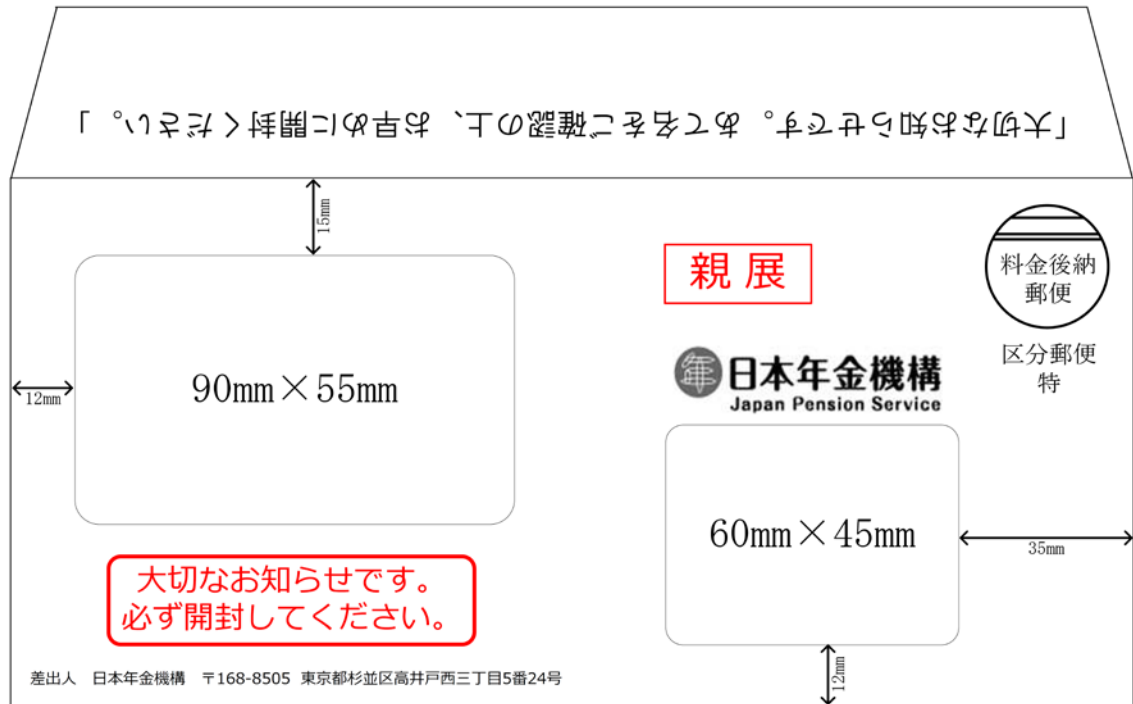 「大切なお知らせです。あて名をご確認の上、お早めに開封ください。」
15mm
親展
料金後納
郵便
区分郵便
特
12mm
90mm×55mm
年
日本年金機構
Japan Pension Service
60mm×45mm
35mm
大切なお知らせです。
必ず開封してください。
12mm
差出人 日本年金機構 〒168-8505 東京都杉並区高井戸西三丁目5番24号